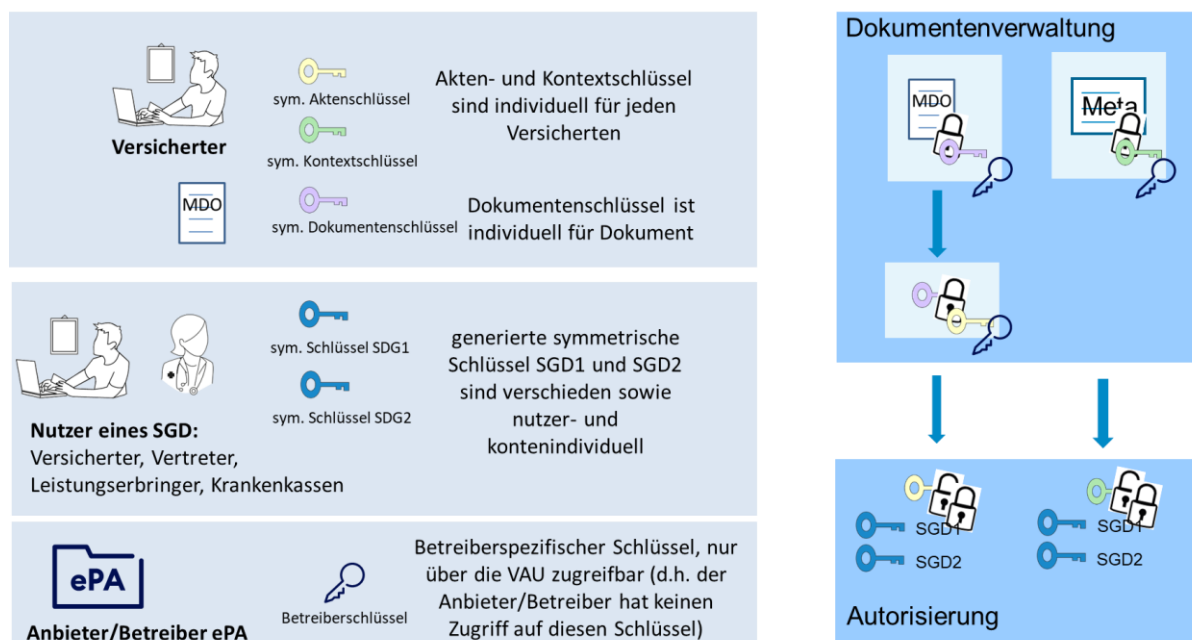 sym. Aktenschlüssel
sym. Kontextschlüssel
Versicherter
Akten- und Kontextschlüssel
sind individuell für jeden
Versicherten
MDO
sym. Dokumentenschlüssel
Dokumentenschlüssel ist
individuell für Dokument
sym. Schlüssel SDG1
sym. Schlüssel SDG2
generierte symmetrische
Schlüssel SGD1 und SGD2
sind verschieden sowie
nutzer- und
kontenindividuell
Nutzer eines SGD:
Versicherter, Vertreter,
Leistungserbringer, Krankenkassen
ePA
Anbieter/Betreiber ePA
Betreiberschlüssel
Betreiberspezifischer Schlüssel, nur
über die VAU zugreifbar (d.h. der
Anbieter/Betreiber hat keinen
Zugriff auf diesen Schlüssel)
Dokumentenverwaltung
MDO
Meta
SGD1
SGD2
SGD1
SGD2
Autorisierung